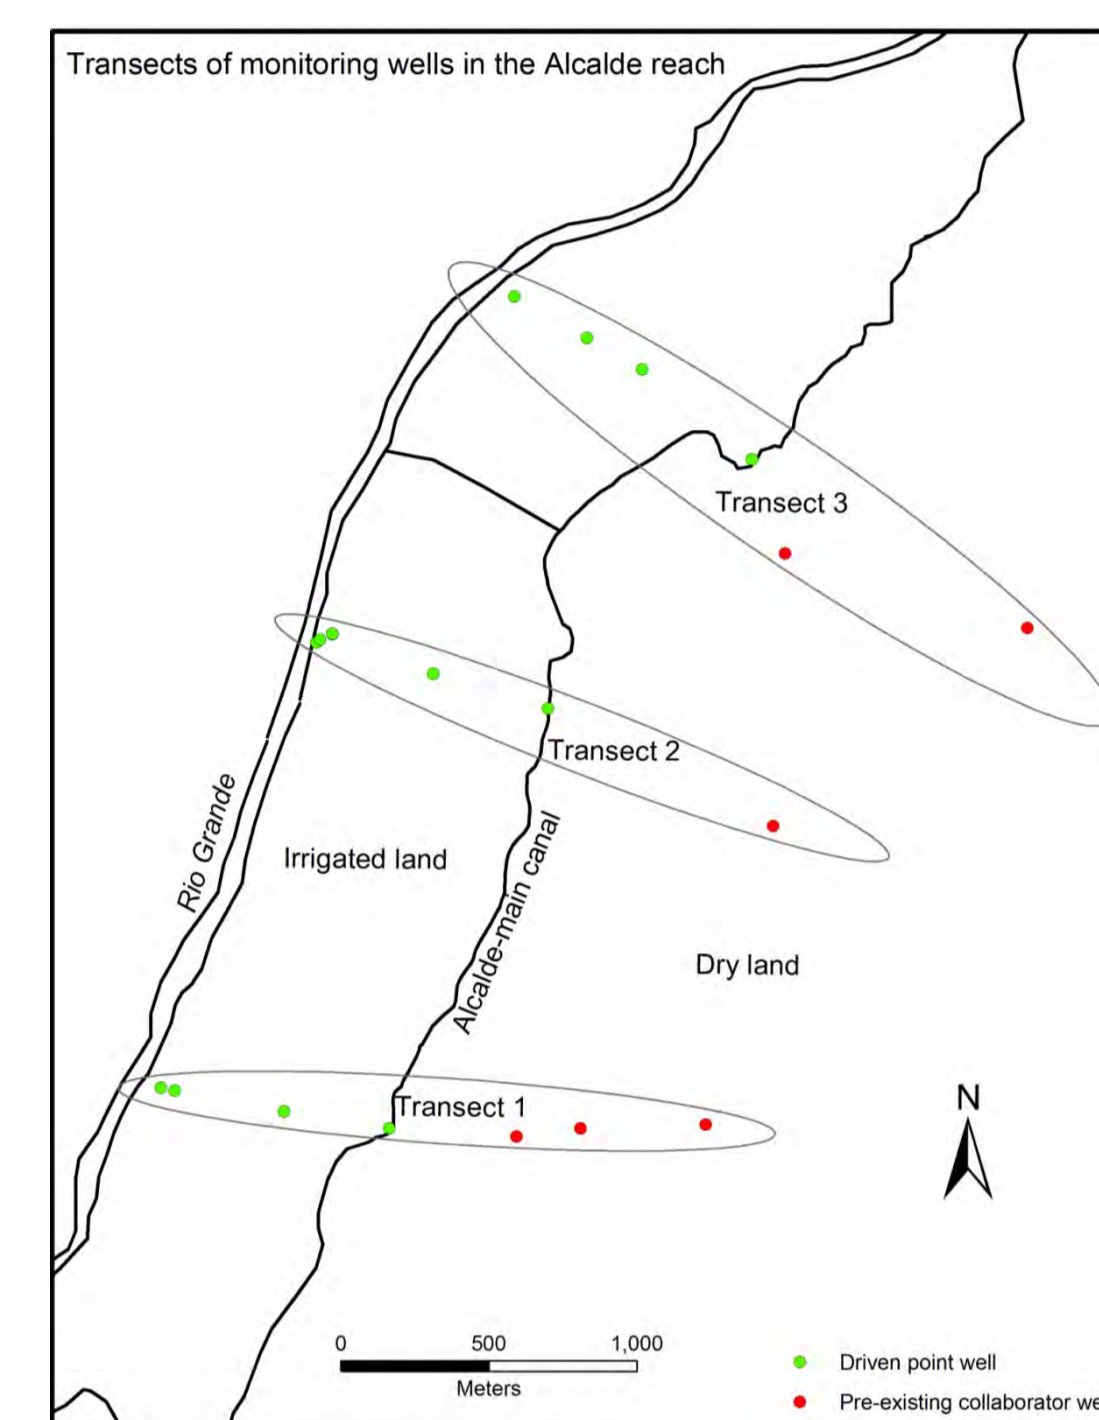 Transects of monitoring wells in the Alcalde reach
Transect 3
Transect 2
Rio Grande
Irrigated land
Alcalde-main canal
Dry land
Transect 1
N
0 500 1,000
Meters
Driven point well
Pre-existing collaborator we